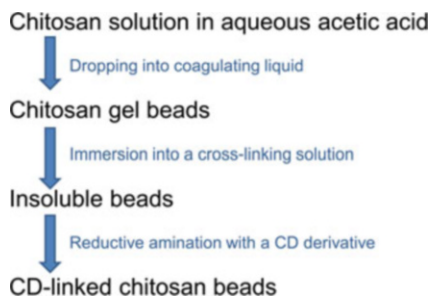 Chitosan solution in aqueous acetic acid
Dropping into coagulating liquid
Chitosan gel beads
Immersion into a cross-linking solution
Insoluble beads
Reductive amination with a CD derivative
CD-linked chitosan beads